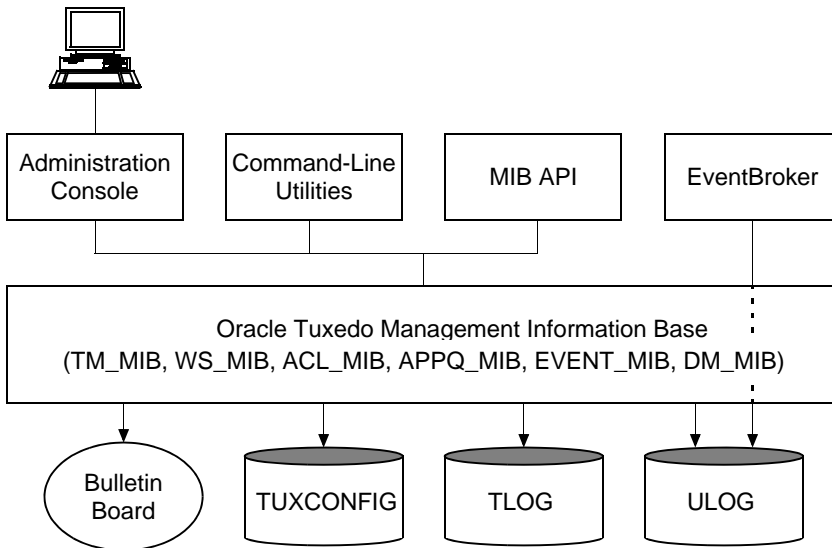 Administration
Console
Command-Line
Utilities
MIB API
EventBroker
Oracle Tuxedo Management Information Base
(TM_MIB, WS_MIB, ACL_MIB, APPQ_MIB, EVENT_MIB, DM_MIB)
Bulletin
Board
TUXCONFIG
TLOG
ULOG